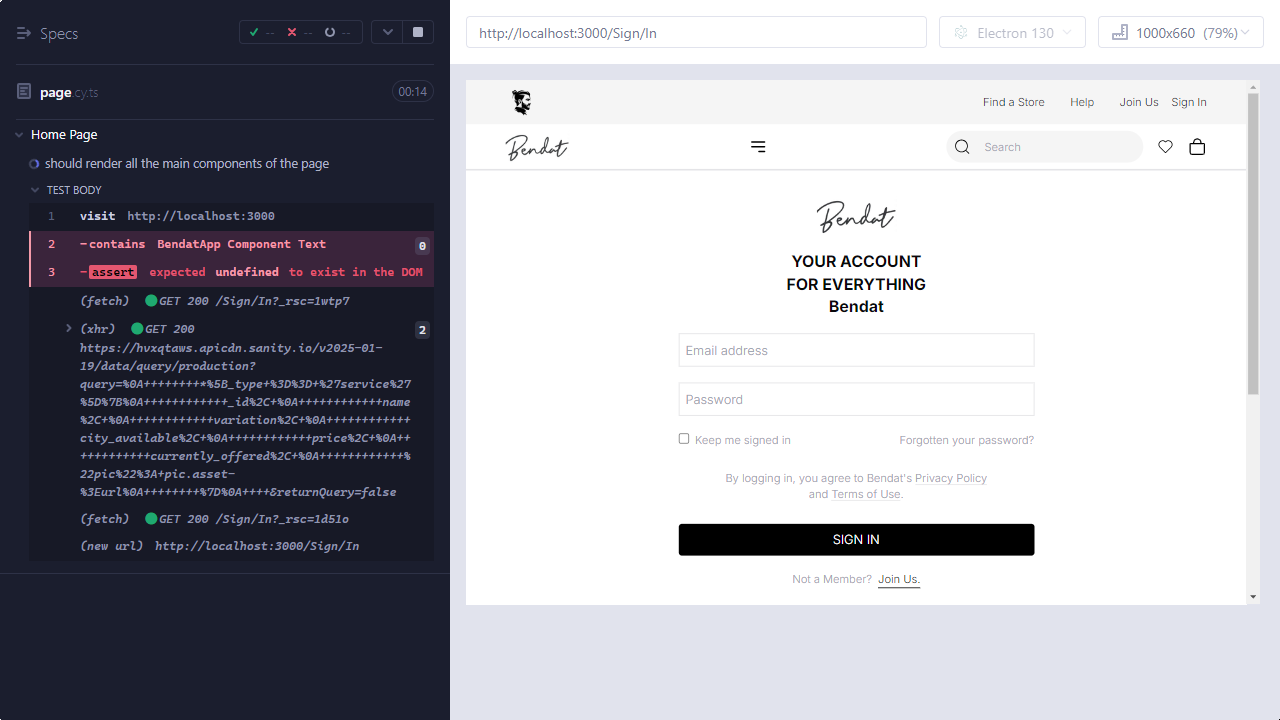 Specs
-- -- --
page.cy.ts
00:14
Home Page
should render all the main components of the page
TEST BODY
1 visit http://localhost:3000
2 -contains BendatApp Component Text 0
3 -assert expected undefined to exist in the DOM
(fetch) GET 200 /Sign/In?_rsc=1wtp7
(xhr) GET 200 2
https://hvxqtaws.apicdn.sanity.io/v2025-01-
19/data/query/production?
query=%0A++++++++*%5B_type+%3D%3D+%27service%27
%5D%7B%0A++++++++++++_id%2C+%0A++++++++++++name
%2C+%0A++++++++++++variation%2C+%0A++++++++++++
city_available%2C+%0A++++++++++++price%2C+%0A++
++++++++++currently_offered%2C+%0A++++++++++++%
22pic%22%3A+pic.asset-
%3Eurl%0A++++++++%7D%0A++++&returnQuery=false
(fetch) GET 200 /Sign/In?_rsc=1d51o
(new url) http://localhost:3000/Sign/In
http://localhost:3000/Sign/In
Electron 130
1000x660 (79%)
Find a Store Help Join Us Sign In
Bendat
Search
Bendat
YOUR ACCOUNT
FOR EVERYTHING
Bendat
Email address
Password
Keep me signed in Forgotten your password?
By logging in, you agree to Bendat's Privacy Policy
and Terms of Use.
SIGN IN
Not a Member? Join Us.